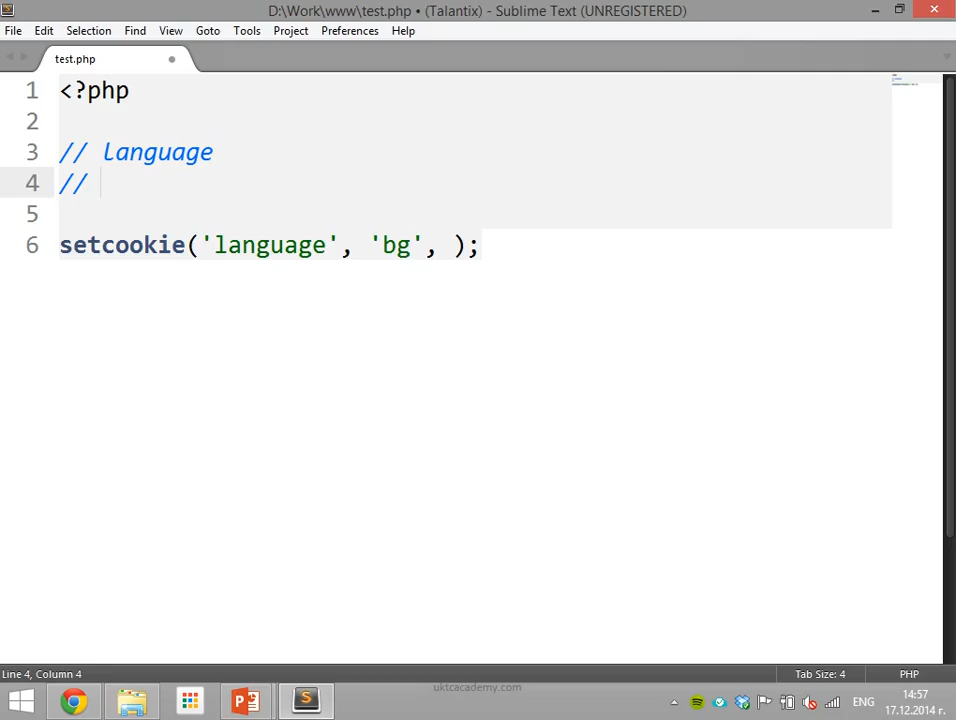 D:\Work\www\test.php • (Talantix) - Sublime Text (UNREGISTERED)
File Edit Selection Find View Goto Tools Project Preferences Help
test.php
1 <?php
2
3 // language
4 //
5
6 setcookie('language', 'bg', );
Line 4, Column 4
Tab Size: 4
PHP
uktcacademy.com
ENG
14:57
17.12.2014 г.